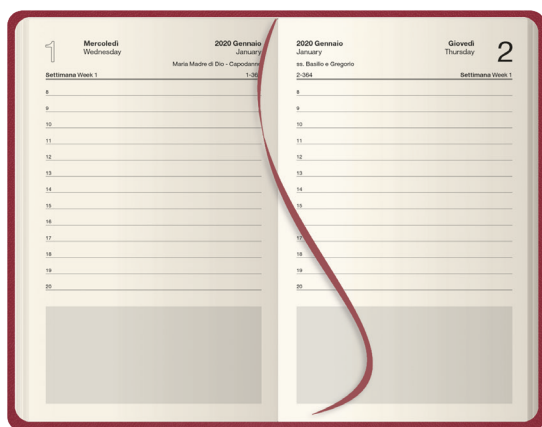 1
Mercoledì
Wednesday
2020 Gennaio
January
Maria Madre di Dio - Capodanno
Settimana Week 1
8
9
10
11
12
13
14
15
16
17
18
19
20
2020 Gennaio
January
Giovedì
Thursday
2
ss. Basilio e Gregorio
2-364
Settimana Week 1
8
9
10
11
12
13
14
15
16
17
18
19
20